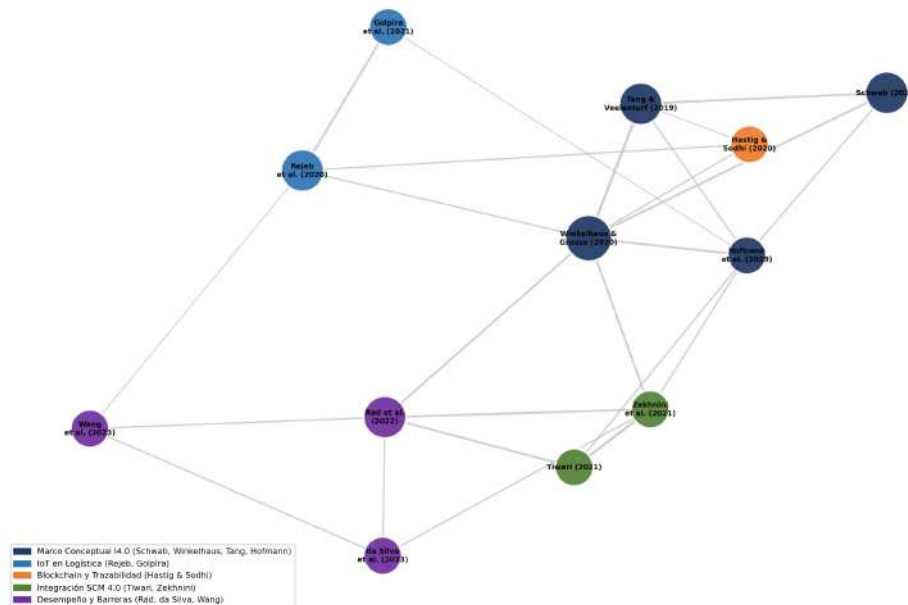 Golpira
et al. (2021)
Tang &
Veelenturf (2019)
Schwab (201
Hastig &
Sodhi (2020)
Rejeb
et al. (2020)
Winkelhaus &
Grosse (2020)
Hofmann
et al. (2019)
Zekhnini
et al. (2021)
Rad et al.
(2022)
Wang
et al. (2023)
Tiwari (2021)
da Silva
et al. (2023)
Marco Conceptual I4.0 (Schwab, Winkelhaus, Tang, Hofmann)
IoT en Logística (Rejeb, Golpira)
Blockchain y Trazabilidad (Hastig & Sodhi)
Integración SCM 4.0 (Tiwari, Zekhnini)
Desempeño y Barreras (Rad, da Silva, Wang)